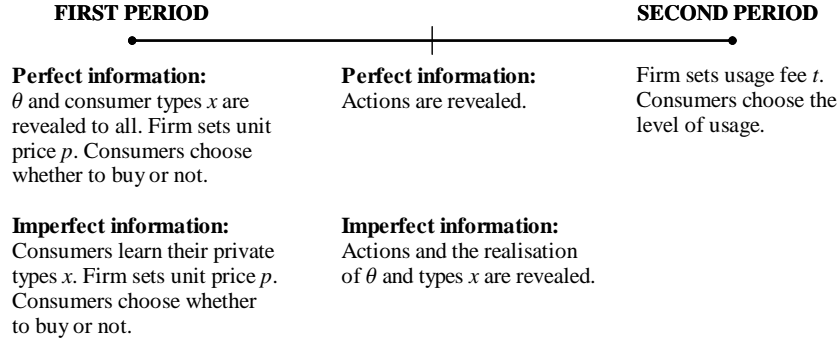 FIRST PERIOD
SECOND PERIOD
Perfect information:
θ and consumer types x are
revealed to all. Firm sets unit
price p. Consumers choose
whether to buy or not.
Perfect information:
Actions are revealed.
Firm sets usage fee t.
Consumers choose the
level of usage.
Imperfect information:
Consumers learn their private
types x. Firm sets unit price p.
Consumers choose whether
to buy or not.
Imperfect information:
Actions and the realisation
of θ and types x are revealed.